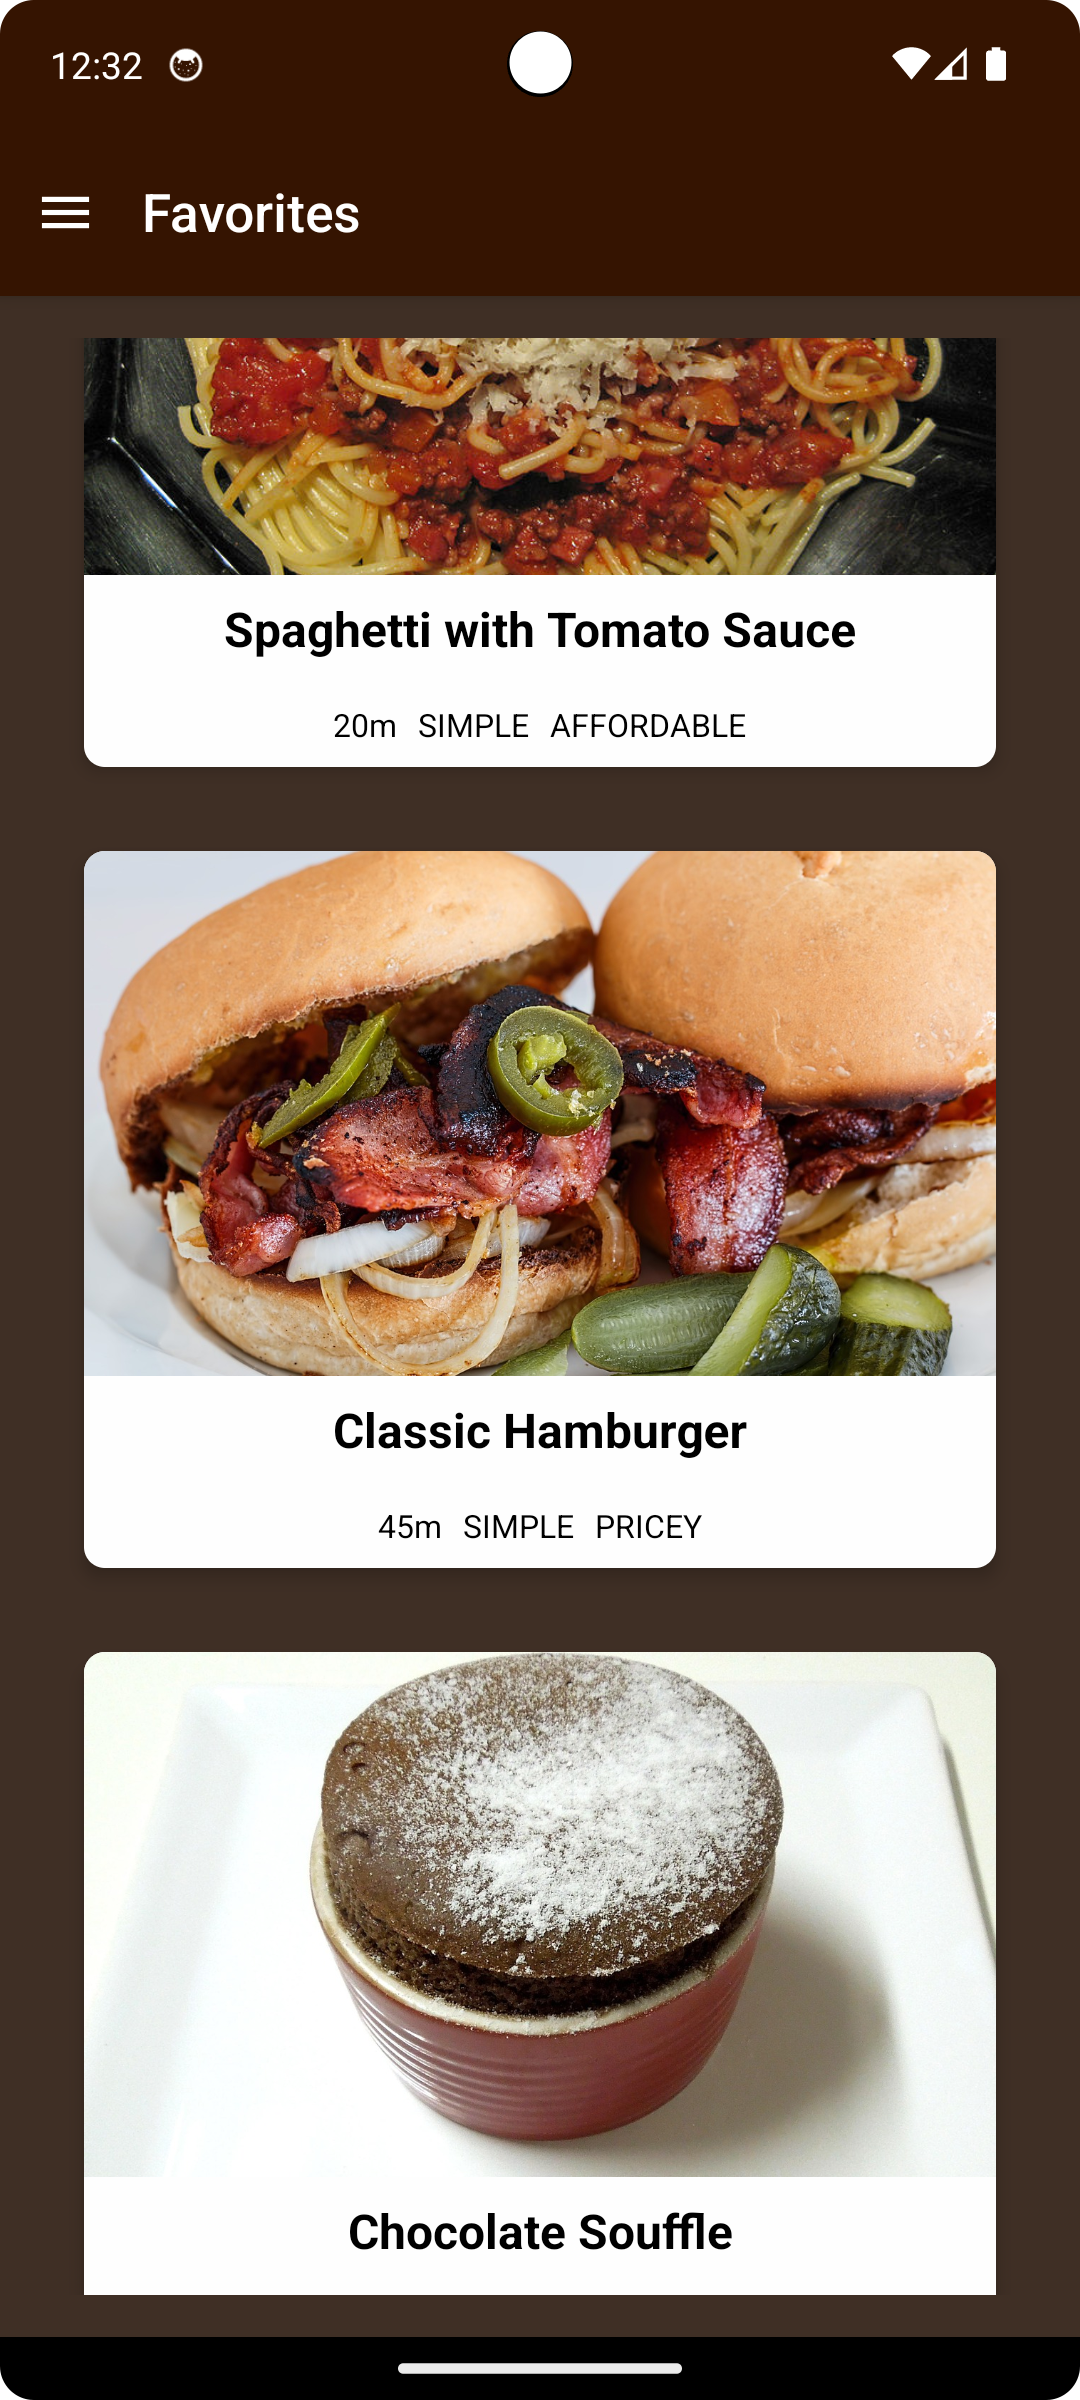 12:32
Favorites
Spaghetti with Tomato Sauce
20m SIMPLE AFFORDABLE
Classic Hamburger
45m SIMPLE PRICEY
Chocolate Souffle